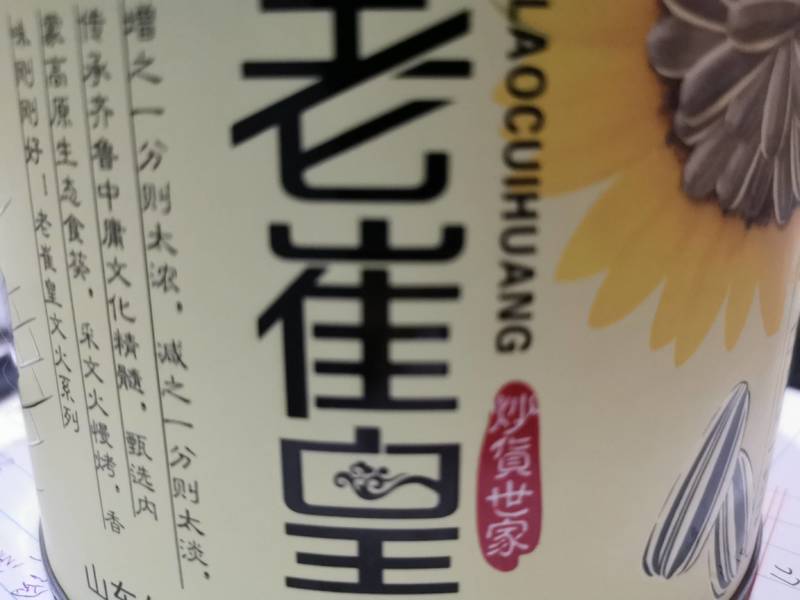 老崔皇
LAOCUIHUANG
炒貨世家
增之一分则太浓，减之一分则太淡，
传承齐鲁中庸文化精髓，甄选内
蒙高原生态食葵，采文火慢烤，香
味刚刚好—老崔皇文火系列
山东